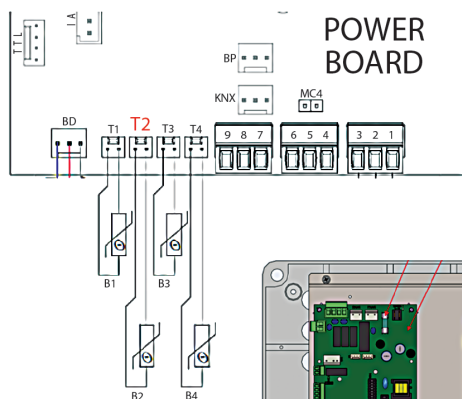 TTL
IA
POWER
BOARD
BP
KNX
MC4
BD
T1
T2
T3
T4
9 8 7
6 5 4
3 2 1
B1
B3
B2
B4